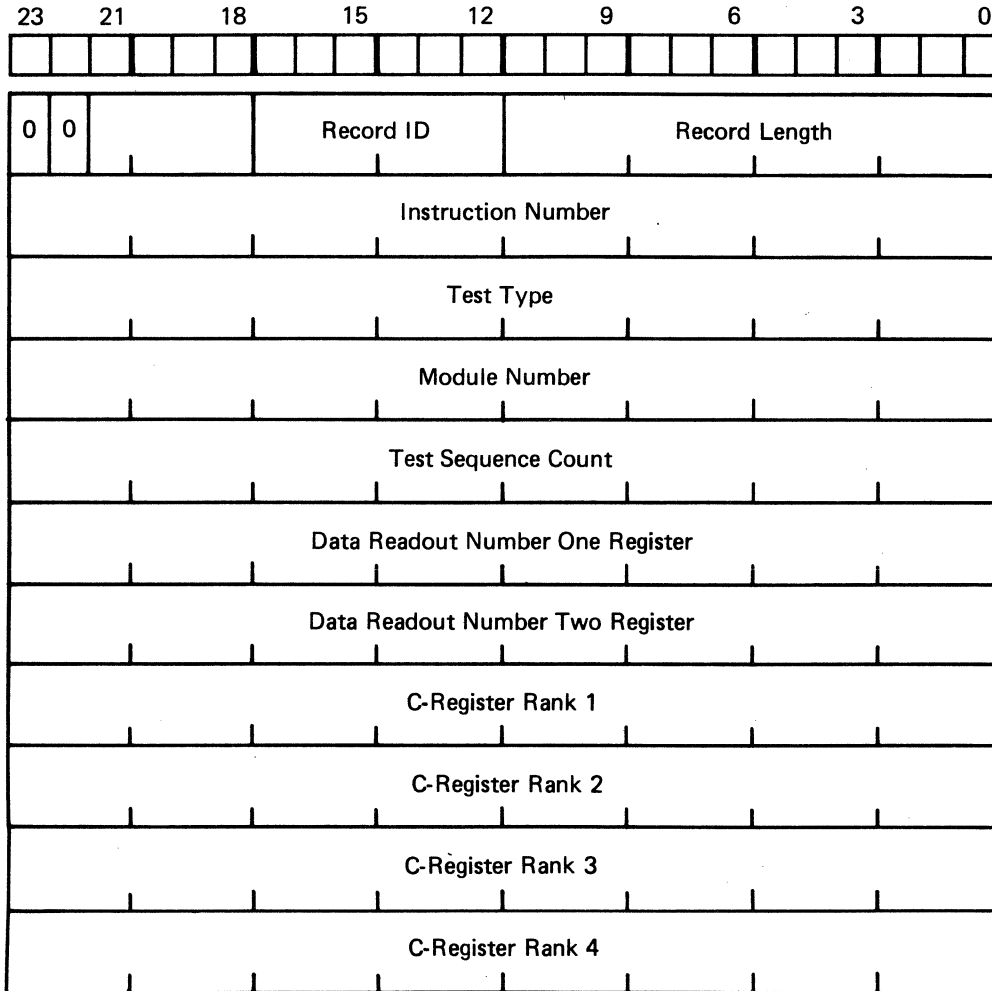 23 21 18 15 12 9 6 3 0
0 0 Record ID Record Length
Instruction Number
Test Type
Module Number
Test Sequence Count
Data Readout Number One Register
Data Readout Number Two Register
C-Register Rank 1
C-Register Rank 2
C-Register Rank 3
C-Register Rank 4